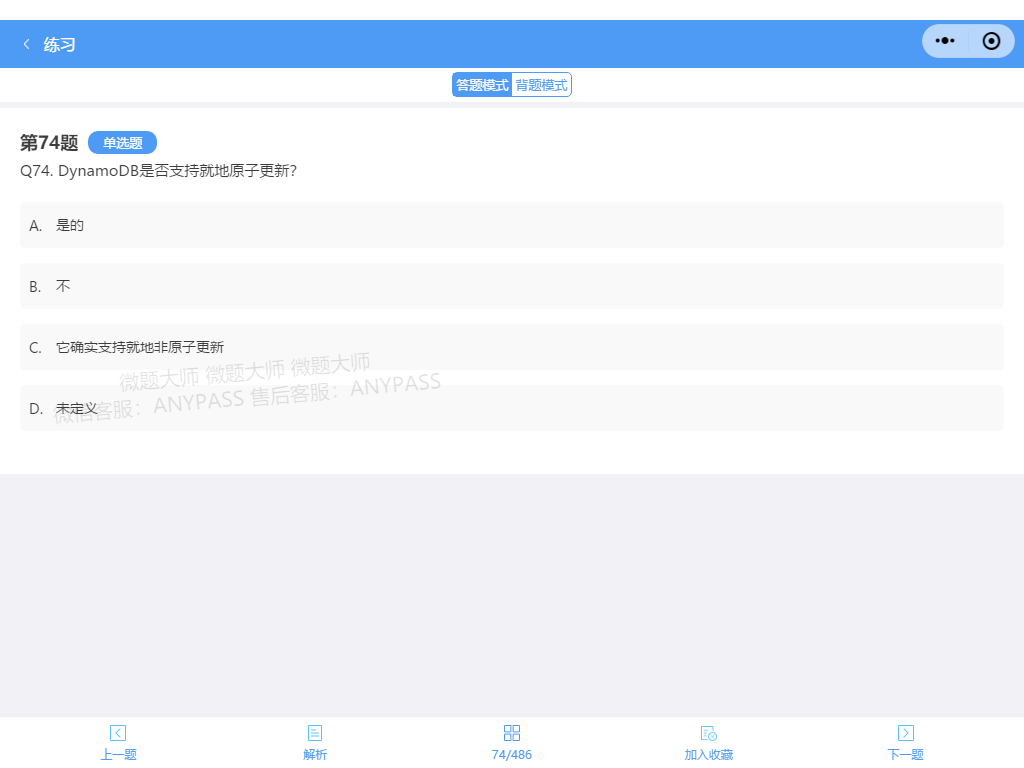 练习
答题模式 背题模式
第74题 单选题
Q74. DynamoDB是否支持就地原子更新?
A. 是的
B. 不
C. 它确实支持就地非原子更新
D. 未定义
微题大师 微题大师 微题大师
微信客服：ANYPASS 售后客服：ANYPASS
上一题 解析 74/486 加入收藏 下一题